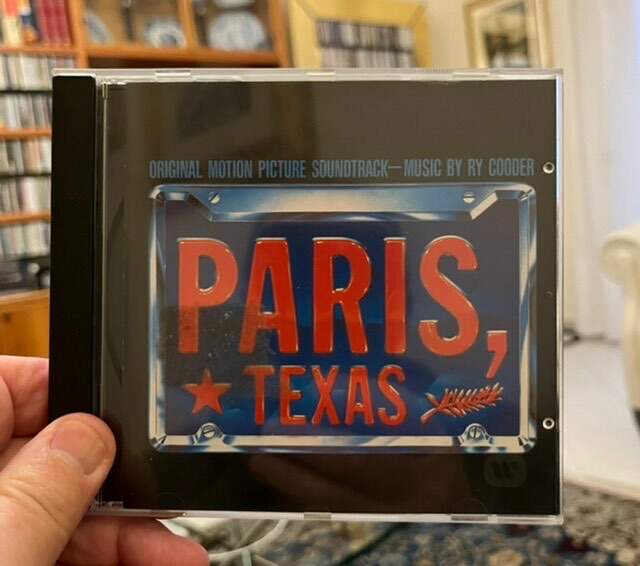 ORIGINAL MOTION PICTURE SOUNDTRACK—MUSIC BY RY COODER
PARIS,
TEXAS